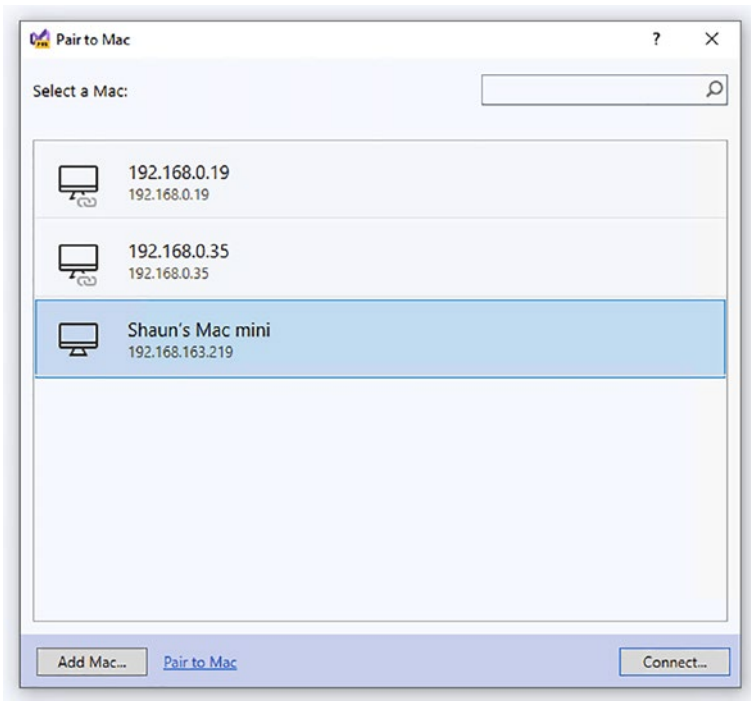 Pair to Mac
?
Select a Mac:
192.168.0.19
192.168.0.19
192.168.0.35
192.168.0.35
Shaun's Mac mini
192.168.163.219
Add Mac...
Pair to Mac
Connect...